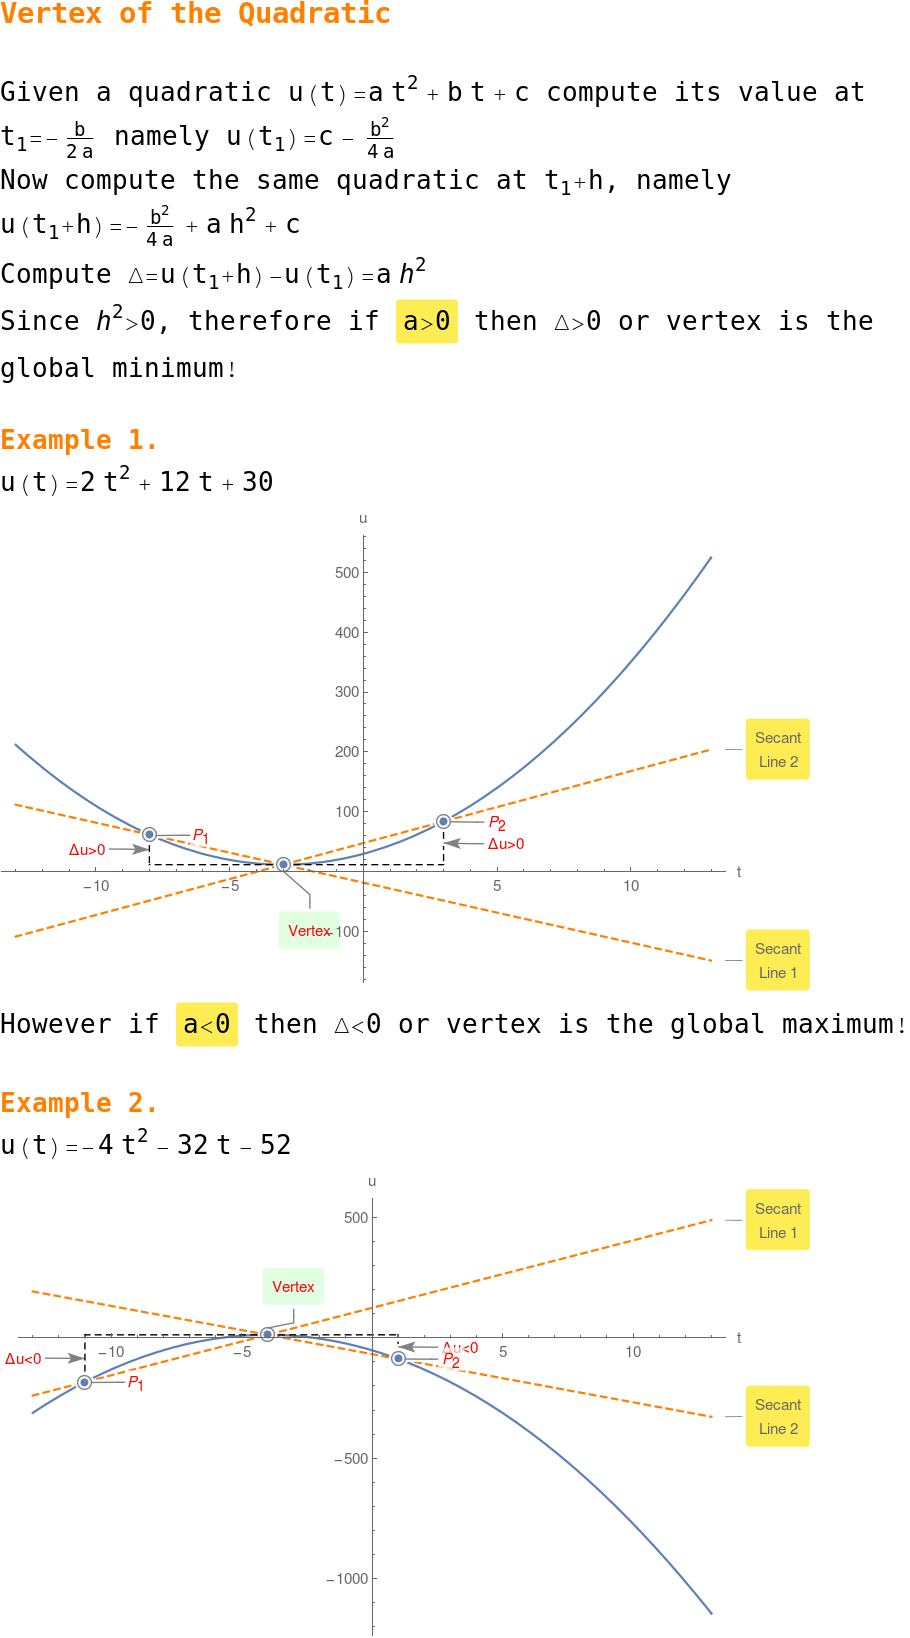 Vertex of the Quadratic
Given a quadratic u(t)=a t² + b t + c compute its value at
t₁=- b/(2 a) namely u(t₁)=c - b²/(4 a)
Now compute the same quadratic at t₁+h, namely
u(t₁+h)=- b²/(4 a) + a h² + c
Compute Δ=u(t₁+h)-u(t₁)=a h²
Since h²>0, therefore if a>0 then Δ>0 or vertex is the
global minimum!
Example 1.
u(t)=2 t² + 12 t + 30
u
500
400
300
200
Secant
Line 2
100
P₁
P₂
Δu>0
Δu>0
t
-10
-5
5
10
Vertex
-100
Secant
Line 1
However if a<0 then Δ<0 or vertex is the global maximum!
Example 2.
u(t)=-4 t² - 32 t - 52
u
500
Secant
Line 1
Vertex
t
-10
-5
5
10
Δu<0
Δu<0
P₂
P₁
Secant
Line 2
-500
-1000